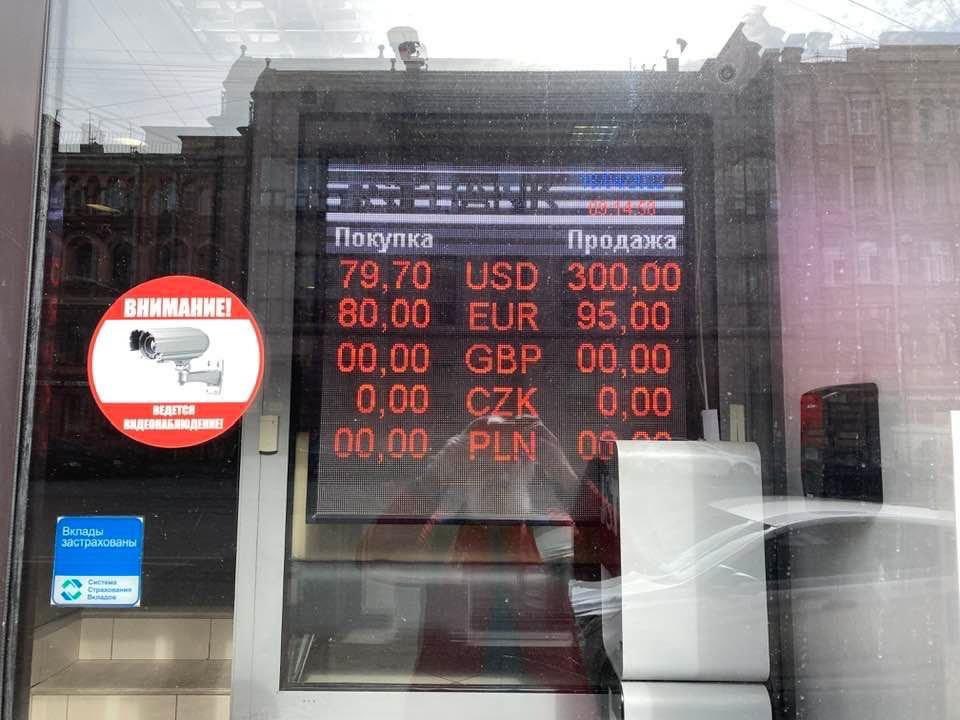 Покупка Продажа
79,70 USD 300,00
80,00 EUR 95,00
00,00 GBP 00,00
0,00 CZK 0,00
00,00 PLN 00
ВНИМАНИЕ!
ВЕДЕТСЯ
ВИДЕОНАБЛЮДЕНИЕ!
Вклады
застрахованы
Система
Страхования
Вкладов